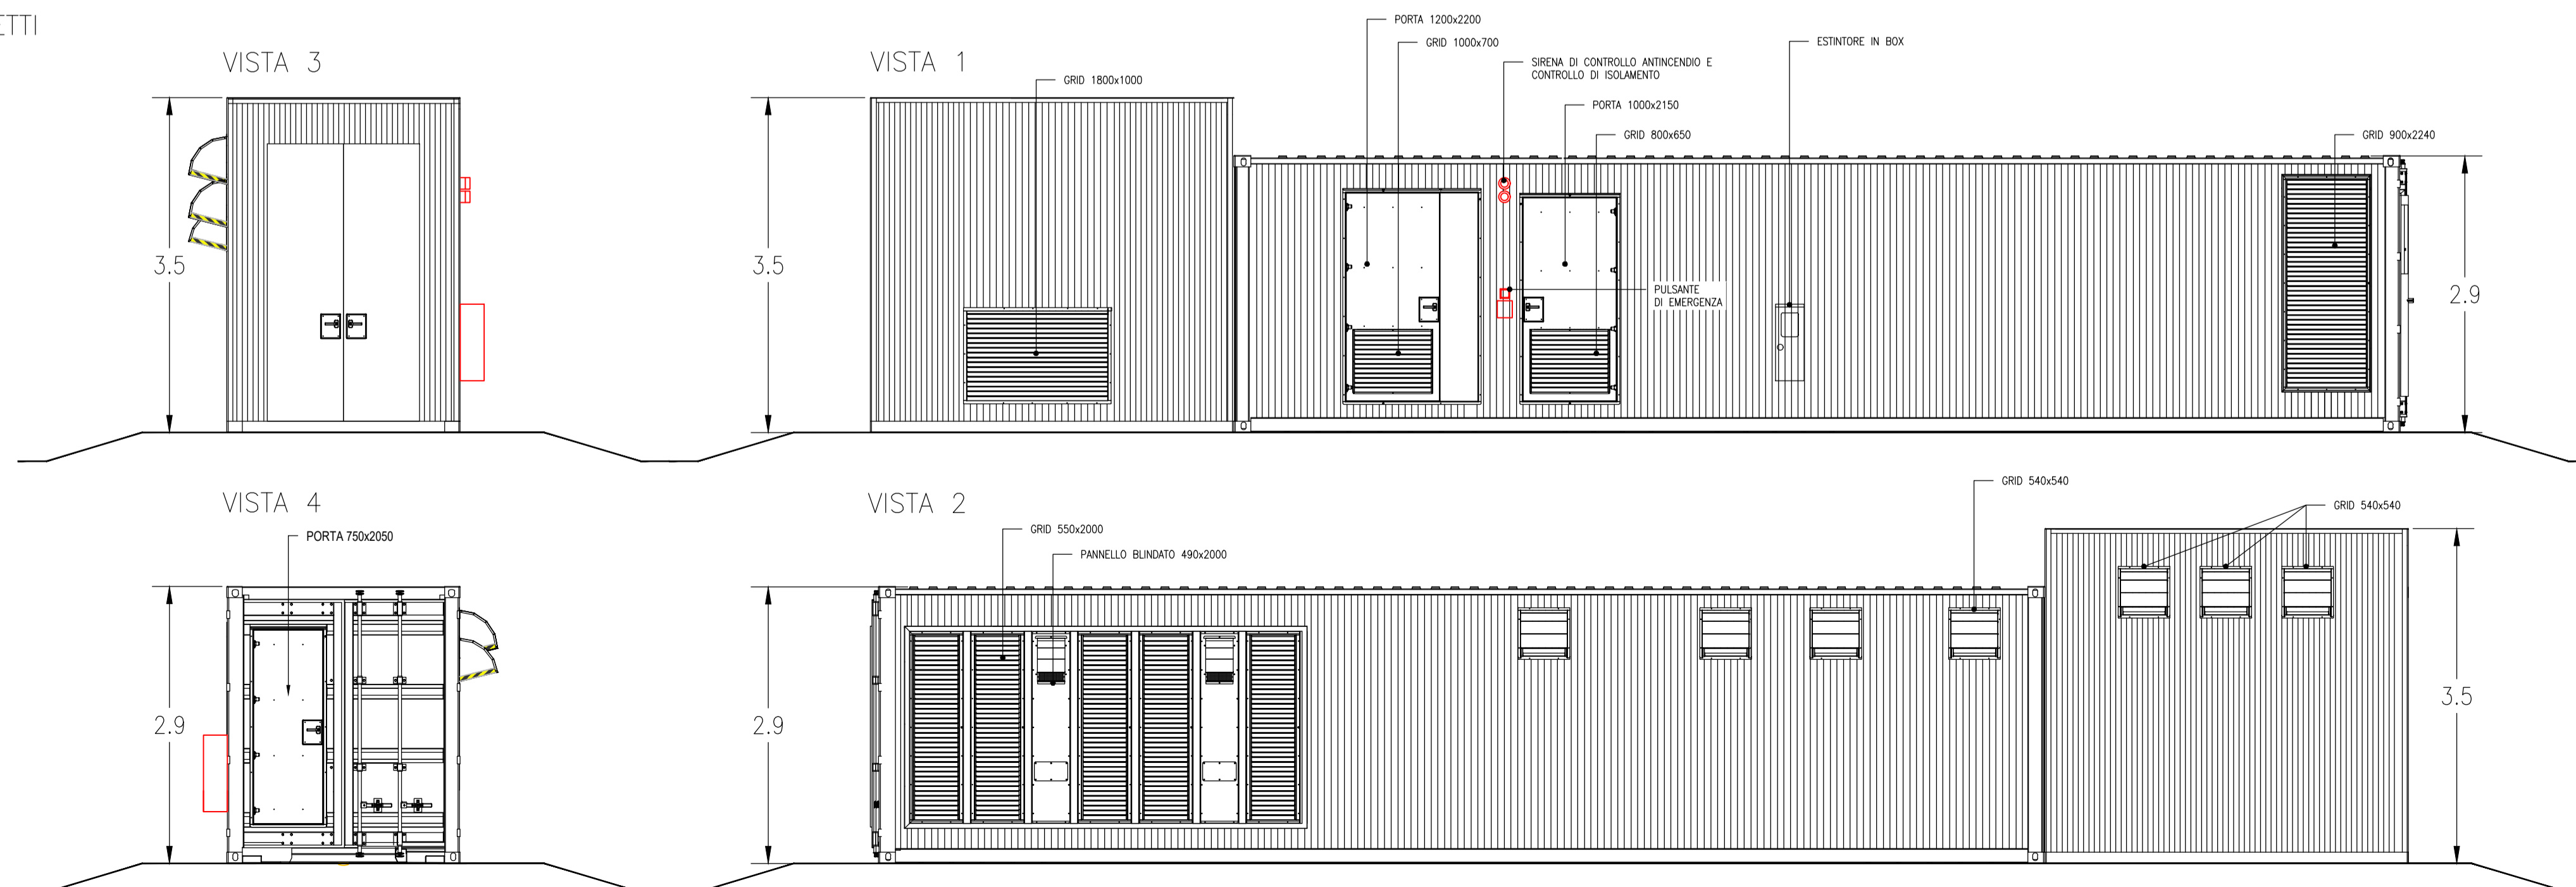 ETTI
VISTA 3
3.5
VISTA 1
3.5
GRID 1800x1000
PORTA 1200x2200
GRID 1000x700
SIRENA DI CONTROLLO ANTINCENDIO E
CONTROLLO DI ISOLAMENTO
PORTA 1000x2150
GRID 800x650
ESTINTORE IN BOX
GRID 900x2240
PULSANTE
DI EMERGENZA
2.9
VISTA 4
PORTA 750x2050
2.9
VISTA 2
2.9
GRID 550x2000
PANNELLO BLINDATO 490x2000
GRID 540x540
GRID 540x540
3.5